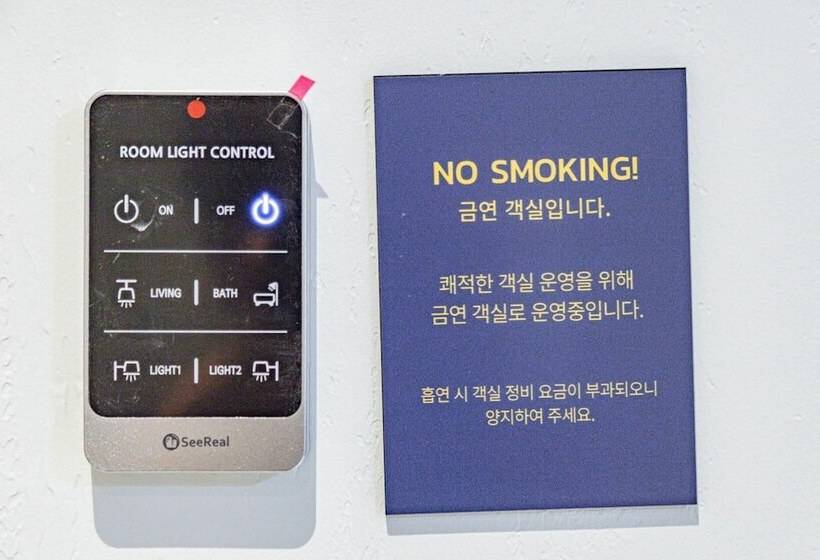 ROOM LIGHT CONTROL
ON | OFF
LIVING | BATH
LIGHT1 | LIGHT2
SeeReal
NO SMOKING!
금연 객실입니다.
쾌적한 객실 운영을 위해
금연 객실로 운영중입니다.
흡연 시 객실 정비 요금이 부과되오니
양지하여 주세요.